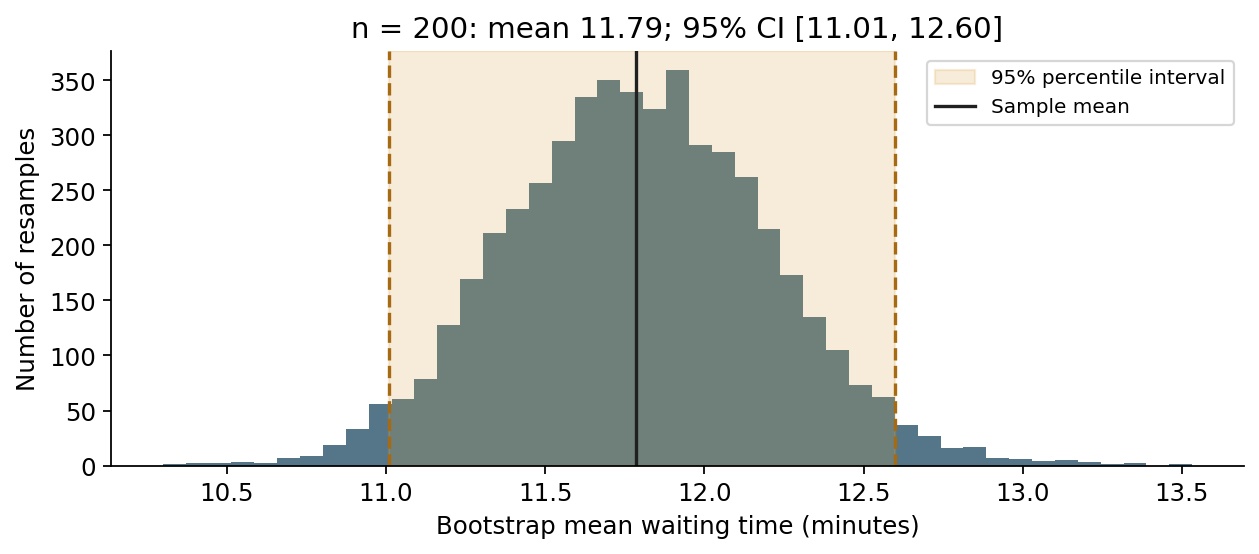 n = 200: mean 11.79; 95% CI [11.01, 12.60]
95% percentile interval
Sample mean
Number of resamples
350
300
250
200
150
100
50
0
10.5 11.0 11.5 12.0 12.5 13.0 13.5
Bootstrap mean waiting time (minutes)